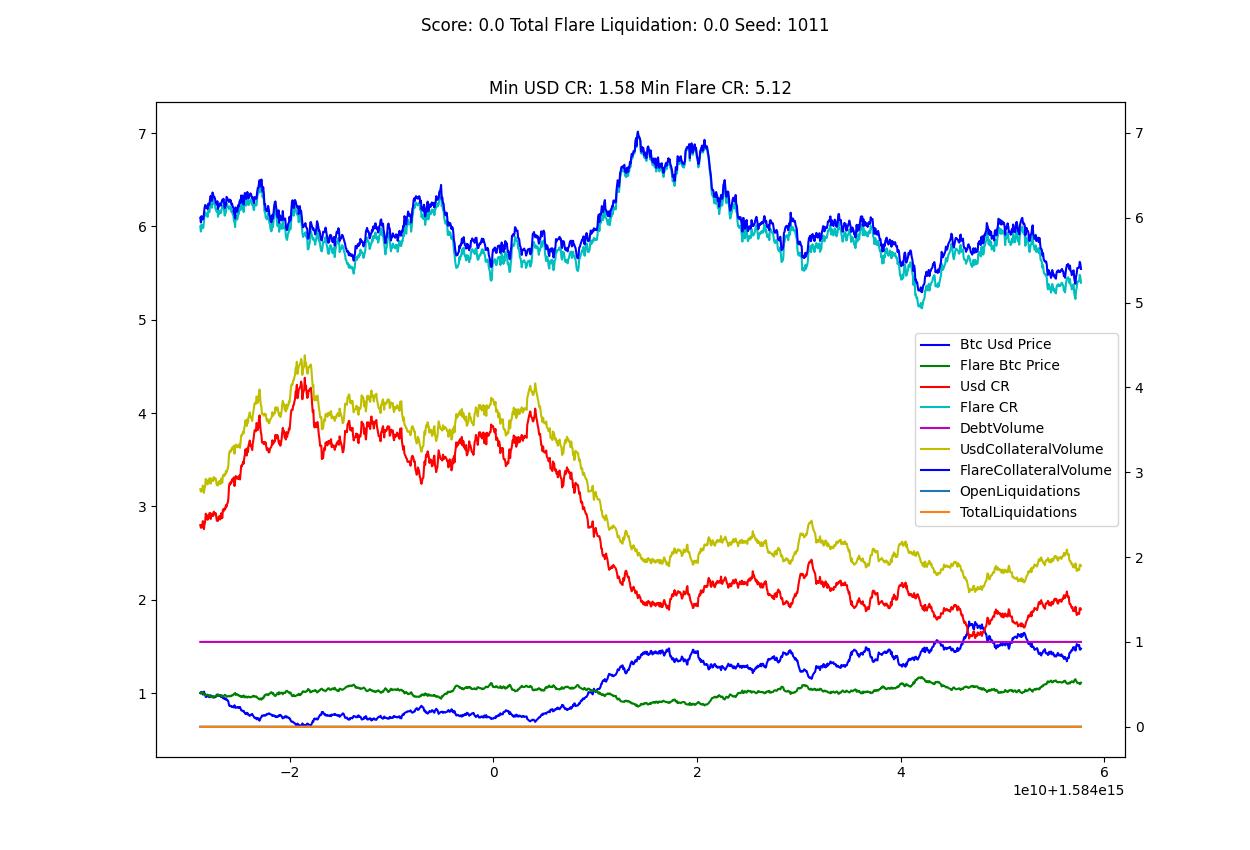 Score: 0.0 Total Flare Liquidation: 0.0 Seed: 1011
Min USD CR: 1.58 Min Flare CR: 5.12
7
6
5
4
3
2
1
7
6
5
4
3
2
1
0
Btc Usd Price
Flare Btc Price
Usd CR
Flare CR
DebtVolume
UsdCollateralVolume
FlareCollateralVolume
OpenLiquidations
TotalLiquidations
−2 0 2 4 6
1e10+1.584e15